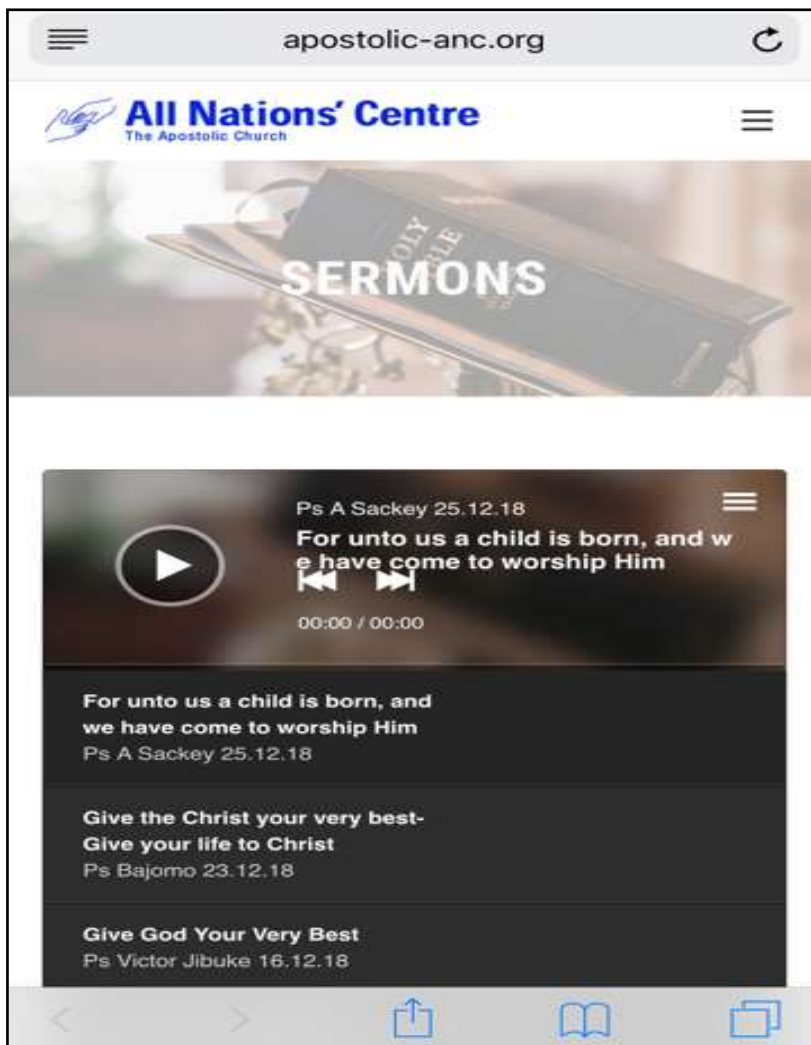 apostolic-anc.org
All Nations' Centre
The Apostolic Church
HOLY
BIBLE
SERMONS
Ps A Sackey 25.12.18
For unto us a child is born, and w
e have come to worship Him
00:00 / 00:00
For unto us a child is born, and
we have come to worship Him
Ps A Sackey 25.12.18
Give the Christ your very best-
Give your life to Christ
Ps Bajomo 23.12.18
Give God Your Very Best
Ps Victor Jibuke 16.12.18